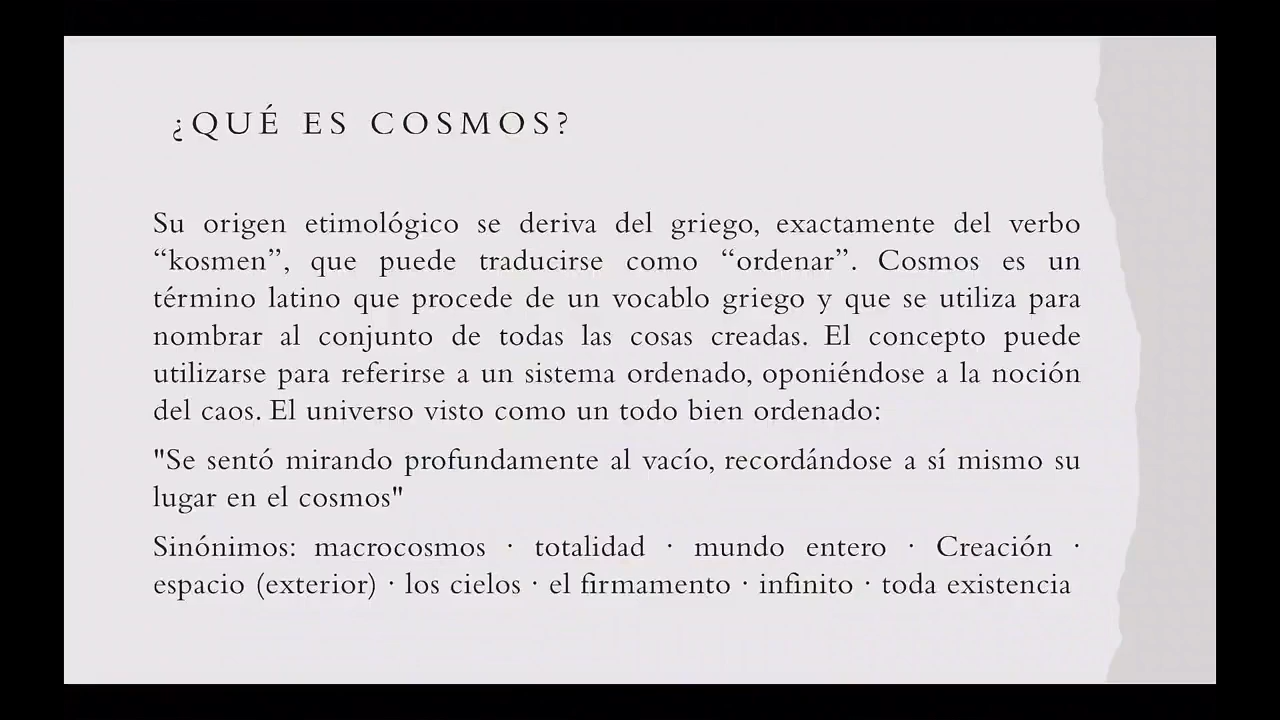 ¿QUÉ ES COSMOS?
Su origen etimológico se deriva del griego, exactamente del verbo
“kosmen”, que puede traducirse como “ordenar”. Cosmos es un
término latino que procede de un vocablo griego y que se utiliza para
nombrar al conjunto de todas las cosas creadas. El concepto puede
utilizarse para referirse a un sistema ordenado, oponiéndose a la noción
del caos. El universo visto como un todo bien ordenado:
"Se sentó mirando profundamente al vacío, recordándose a sí mismo su
lugar en el cosmos"
Sinónimos: macrocosmos · totalidad · mundo entero · Creación ·
espacio (exterior) · los cielos · el firmamento · infinito · toda existencia